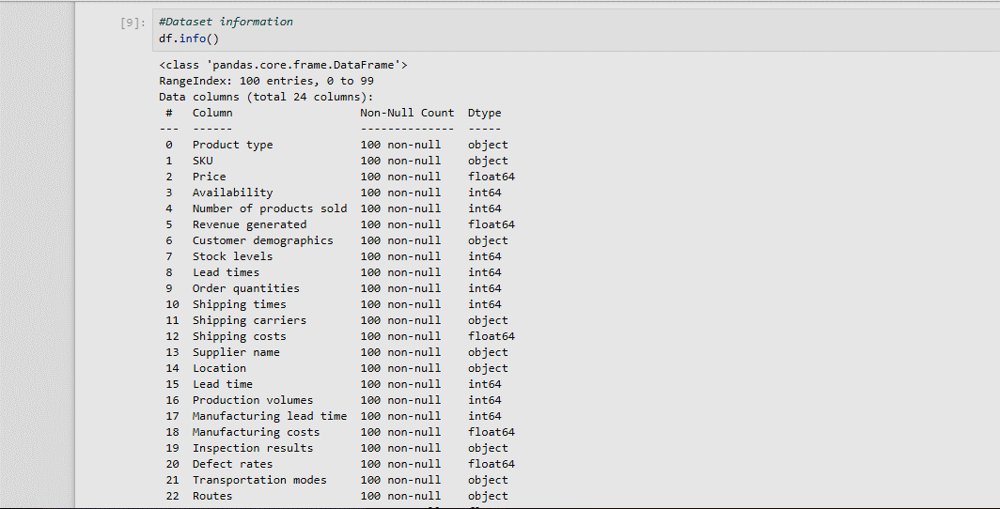 [9]: #Dataset information
df.info()
<class 'pandas.core.frame.DataFrame'>
RangeIndex: 100 entries, 0 to 99
Data columns (total 24 columns):
 #   Column                   Non-Null Count  Dtype
---  ------                   --------------  -----
 0   Product type             100 non-null    object
 1   SKU                      100 non-null    object
 2   Price                    100 non-null    float64
 3   Availability             100 non-null    int64
 4   Number of products sold  100 non-null    int64
 5   Revenue generated        100 non-null    float64
 6   Customer demographics    100 non-null    object
 7   Stock levels             100 non-null    int64
 8   Lead times               100 non-null    int64
 9   Order quantities         100 non-null    int64
 10  Shipping times           100 non-null    int64
 11  Shipping carriers        100 non-null    object
 12  Shipping costs           100 non-null    float64
 13  Supplier name            100 non-null    object
 14  Location                 100 non-null    object
 15  Lead time                100 non-null    int64
 16  Production volumes       100 non-null    int64
 17  Manufacturing lead time  100 non-null    int64
 18  Manufacturing costs      100 non-null    float64
 19  Inspection results       100 non-null    object
 20  Defect rates             100 non-null    float64
 21  Transportation modes     100 non-null    object
 22  Routes                   100 non-null    object